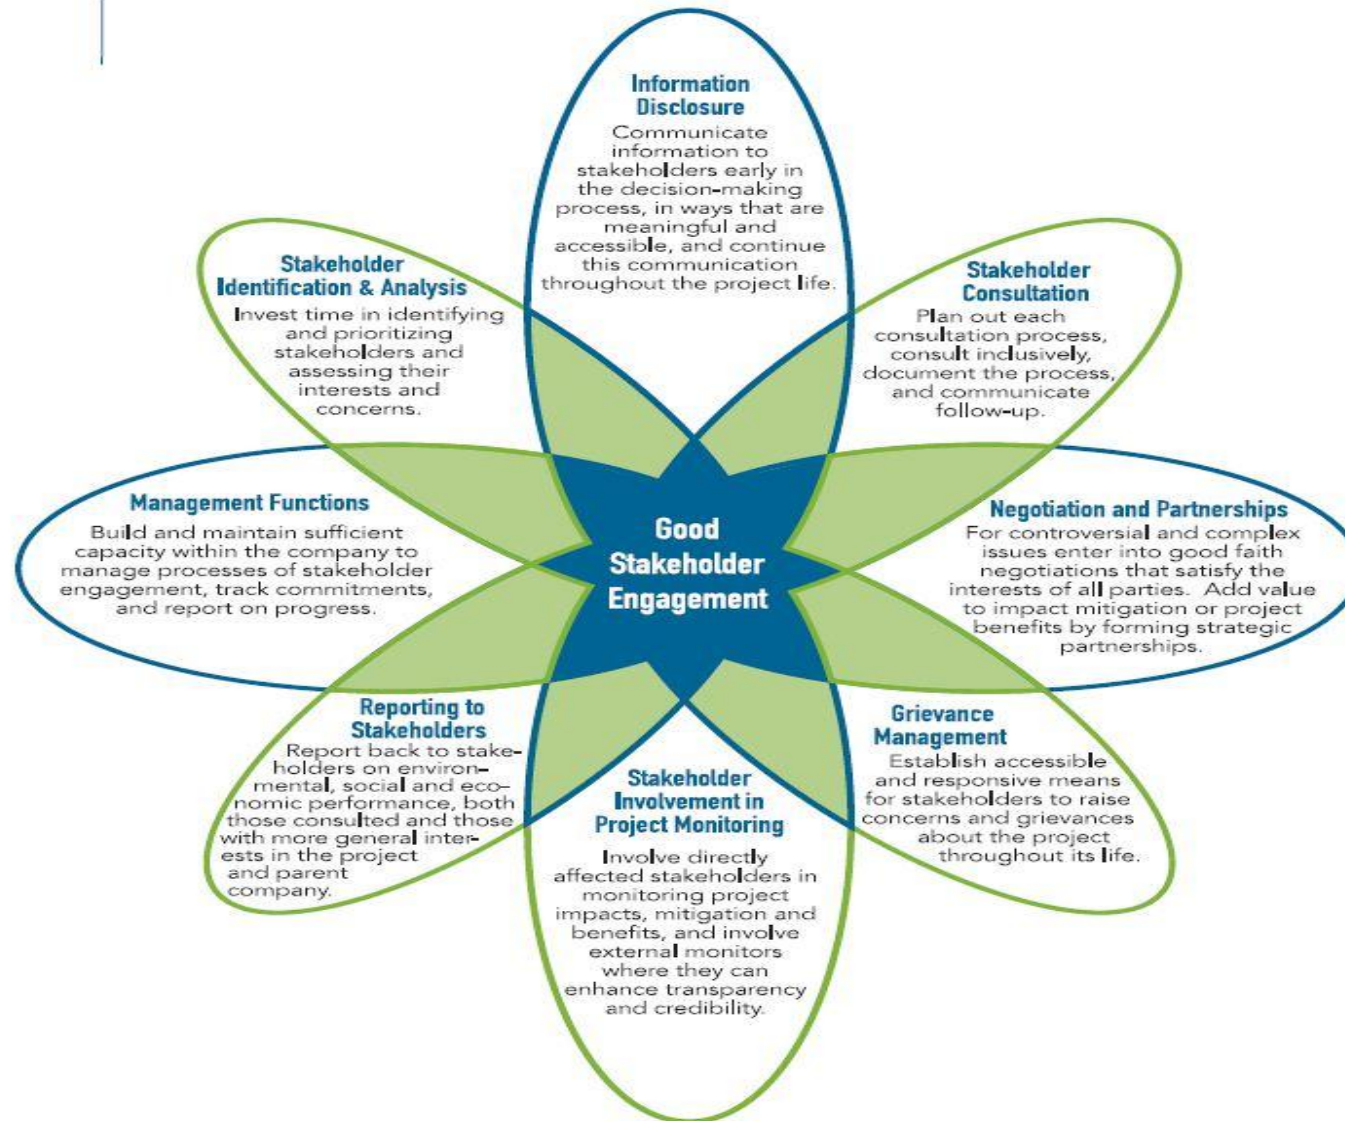 Information
Disclosure
Communicate
information to
stakeholders early in
the decision-making
process, in ways that are
meaningful and
accessible, and continue
this communication
throughout the project life.
Stakeholder
Consultation
Plan out each
consultation process,
consult inclusively,
document the process,
and communicate
follow-up.
Negotiation and Partnerships
For controversial and complex
issues enter into good faith
negotiations that satisfy the
interests of all parties.  Add value
to impact mitigation or project
benefits by forming strategic
partnerships.
Grievance
Management
Establish accessible
and responsive means
for stakeholders to raise
concerns and grievances
about the project
throughout its life.
Stakeholder
Involvement in
Project Monitoring
Involve directly
affected stakeholders in
monitoring project
impacts, mitigation and
benefits, and involve
external monitors
where they can
enhance transparency
and credibility.
Reporting to
Stakeholders
Report back to stake-
holders on environ-
mental, social and eco-
nomic performance, both
those consulted and those
with more general inter-
ests in the project
and parent
company.
Management Functions
Build and maintain sufficient
capacity within the company to
manage processes of stakeholder
engagement, track commitments,
and report on progress.
Stakeholder
Identification & Analysis
Invest time in identifying
and prioritizing
stakeholders and
assessing their
interests and
concerns.
Good
Stakeholder
Engagement